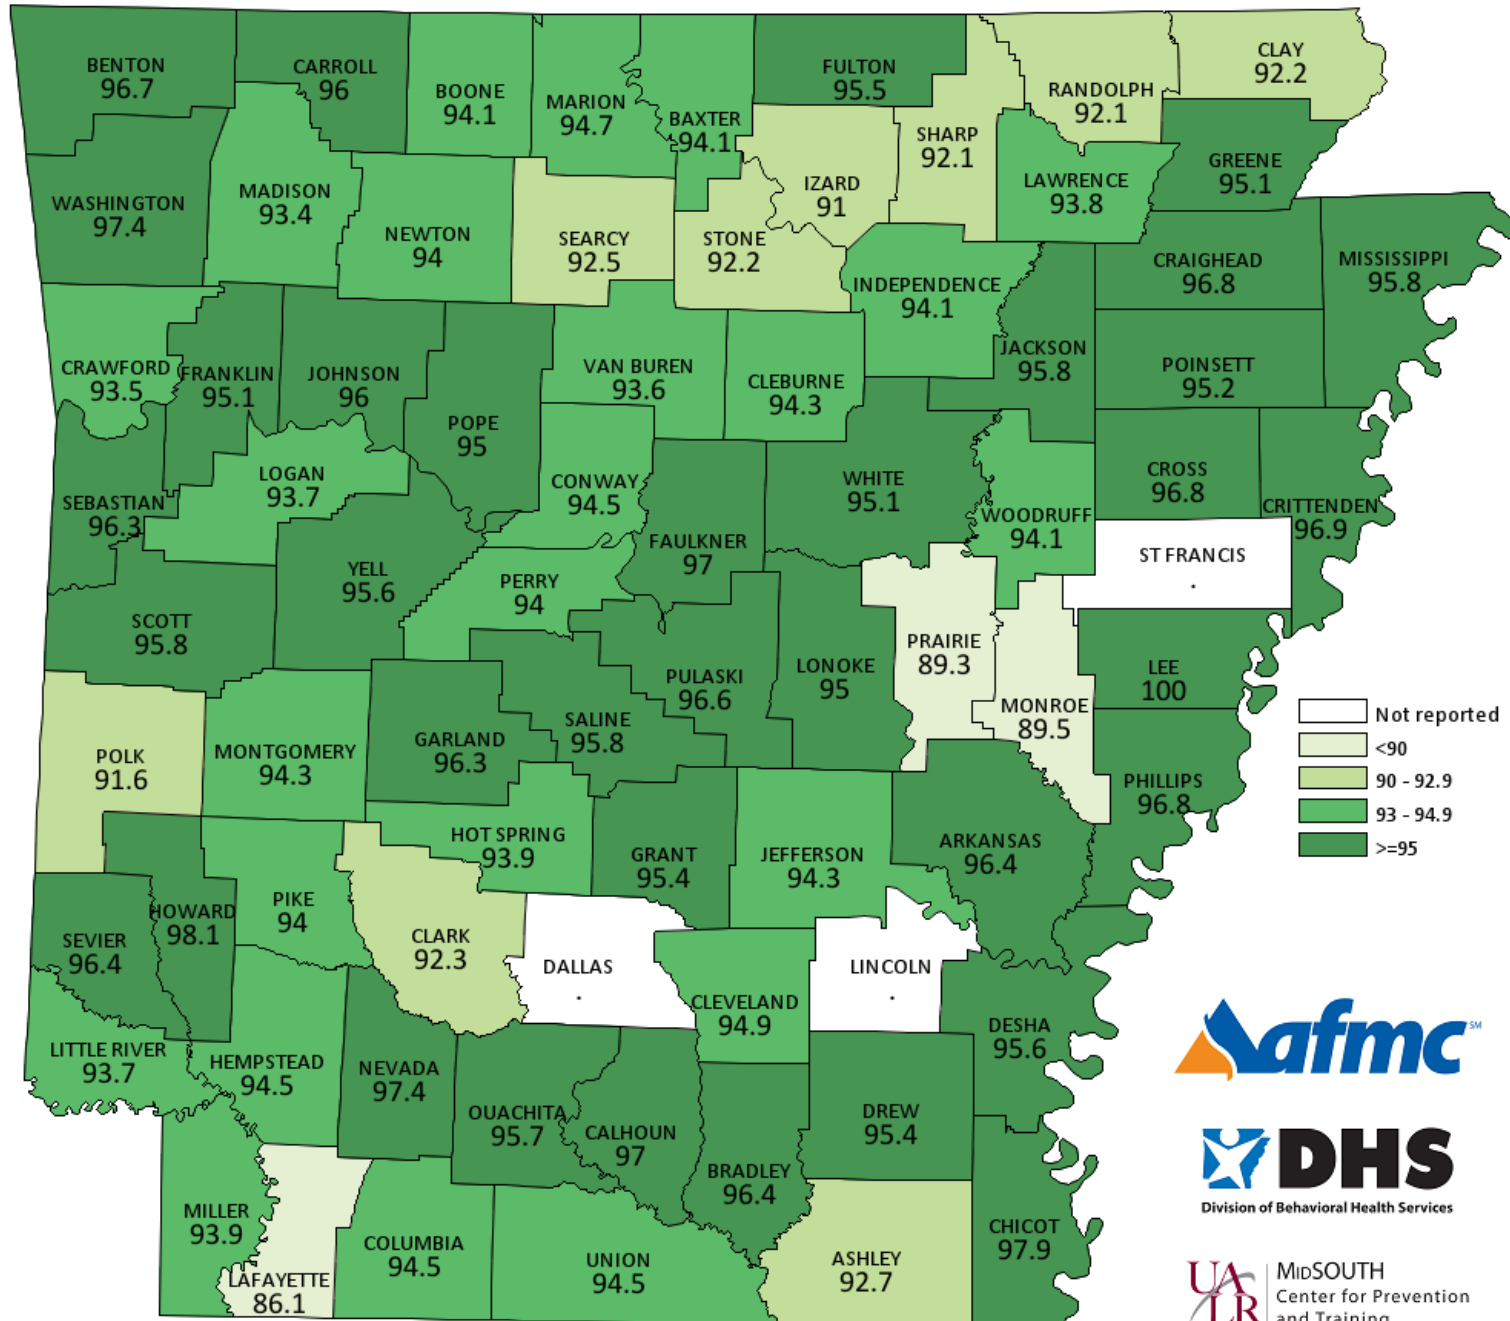 BENTON
96.7
CARROLL
96
BOONE
94.1
MARION
94.7
BAXTER
94.1
FULTON
95.5
SHARP
92.1
RANDOLPH
92.1
CLAY
92.2
GREENE
95.1
WASHINGTON
97.4
MADISON
93.4
NEWTON
94
SEARCY
92.5
STONE
92.2
IZARD
91
LAWRENCE
93.8
INDEPENDENCE
94.1
CRAIGHEAD
96.8
MISSISSIPPI
95.8
CRAWFORD
93.5
FRANKLIN
95.1
JOHNSON
96
POPE
95
VAN BUREN
93.6
CLEBURNE
94.3
JACKSON
95.8
POINSETT
95.2
SEBASTIAN
96.3
LOGAN
93.7
CONWAY
94.5
FAULKNER
97
WHITE
95.1
WOODRUFF
94.1
CROSS
96.8
CRITTENDEN
96.9
ST FRANCIS
.
SCOTT
95.8
YELL
95.6
PERRY
94
PULASKI
96.6
LONOKE
95
PRAIRIE
89.3
MONROE
89.5
LEE
100
POLK
91.6
MONTGOMERY
94.3
GARLAND
96.3
SALINE
95.8
PHILLIPS
96.8
HOT SPRING
93.9
GRANT
95.4
JEFFERSON
94.3
ARKANSAS
96.4
SEVIER
96.4
HOWARD
98.1
PIKE
94
CLARK
92.3
DALLAS
.
CLEVELAND
94.9
LINCOLN
.
DESHA
95.6
LITTLE RIVER
93.7
HEMPSTEAD
94.5
NEVADA
97.4
OUACHITA
95.7
CALHOUN
97
BRADLEY
96.4
DREW
95.4
MILLER
93.9
LAFAYETTE
86.1
COLUMBIA
94.5
UNION
94.5
ASHLEY
92.7
CHICOT
97.9
Not reported
<90
90 - 92.9
93 - 94.9
>=95
afmc SM
DHS
Division of Behavioral Health Services
UALR
MIDSOUTH
Center for Prevention
and Training